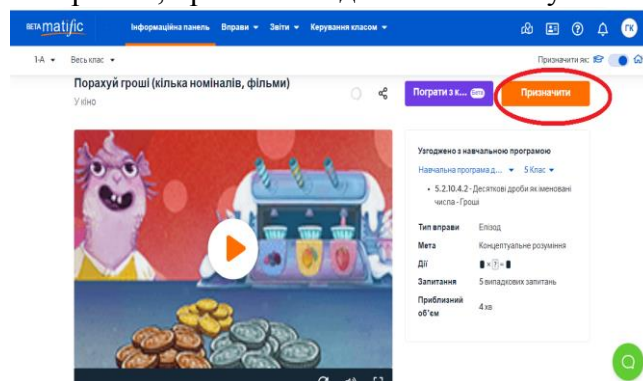 BETA matific Інформаційна панель Вправи Звіти Керування класом ГК
1-А Весь клас Призначити як:
Порахуй гроші (кілька номіналів, фільми)
У кіно
Пограти з к... Beta Призначити
Узгоджено з навчальною програмою
Навчальна програма д... 5 Клас
• 5.2.10.4.2 - Десяткові дроби як іменовані
числа - Гроші
Тип вправи Епізод
Мета Концептуальне розуміння
Дії
Запитання 5 випадкових запитань
Приблизний
об'єм 4 хв